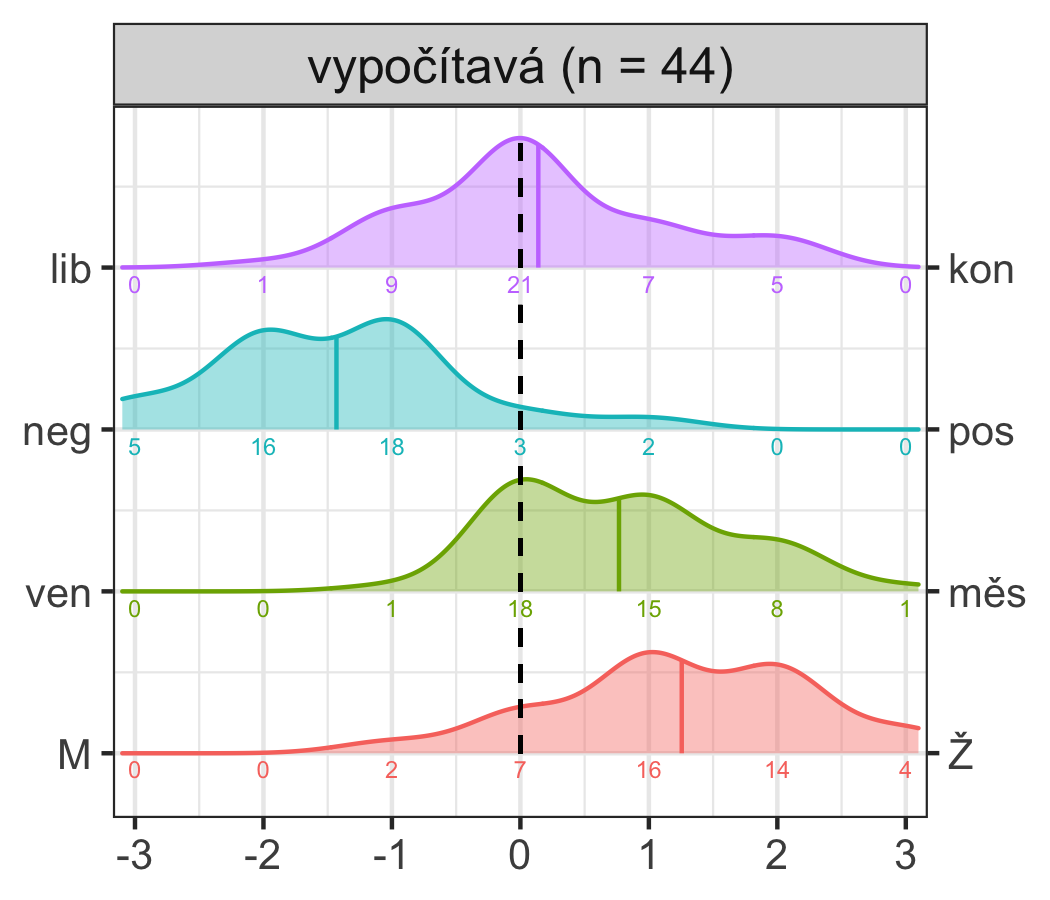 vypočítavá (n = 44)
lib kon
0 1 9 21 7 5 0
neg pos
5 16 18 3 2 0 0
ven měs
0 0 1 18 15 8 1
M Ž
0 0 2 7 16 14 4
-3 -2 -1 0 1 2 3